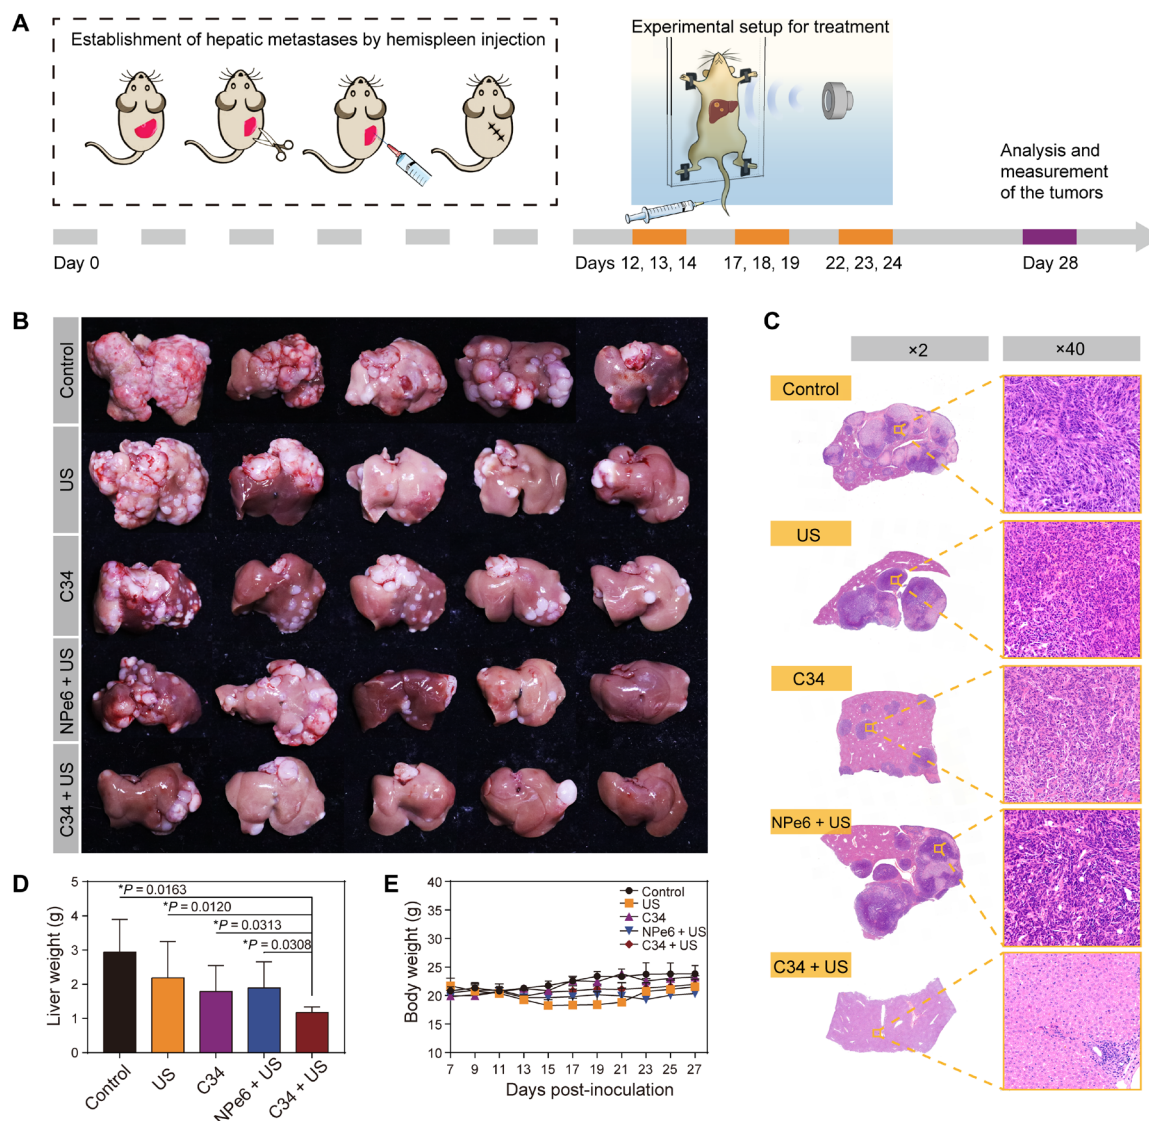 A
Establishment of hepatic metastases by hemispleen injection
Experimental setup for treatment
Analysis and
measurement
of the tumors
Day 0
Days 12, 13, 14
17, 18, 19
22, 23, 24
Day 28
B
Control
US
C34
NPe6 + US
C34 + US
C
×2
×40
Control
US
C34
NPe6 + US
C34 + US
D
Liver weight (g)
5
4
3
2
1
0
*P = 0.0163
*P = 0.0120
*P = 0.0313
*P = 0.0308
Control
US
C34
NPe6 + US
C34 + US
E
Body weight (g)
40
35
30
25
20
15
10
Control
US
C34
NPe6 + US
C34 + US
7 9 11 13 15 17 19 21 23 25 27
Days post-inoculation